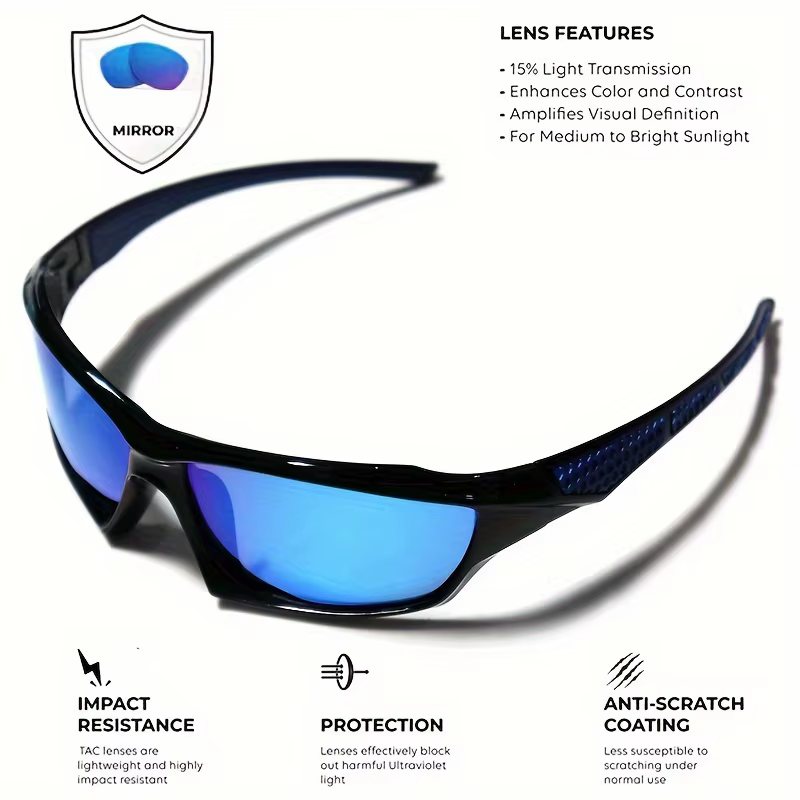 MIRROR
LENS FEATURES
- 15% Light Transmission
- Enhances Color and Contrast
- Amplifies Visual Definition
- For Medium to Bright Sunlight
IMPACT
RESISTANCE
TAC lenses are
lightweight and highly
impact resistant
PROTECTION
Lenses effectively block
out harmful Ultraviolet
light
ANTI-SCRATCH
COATING
Less susceptible to
scratching under
normal use